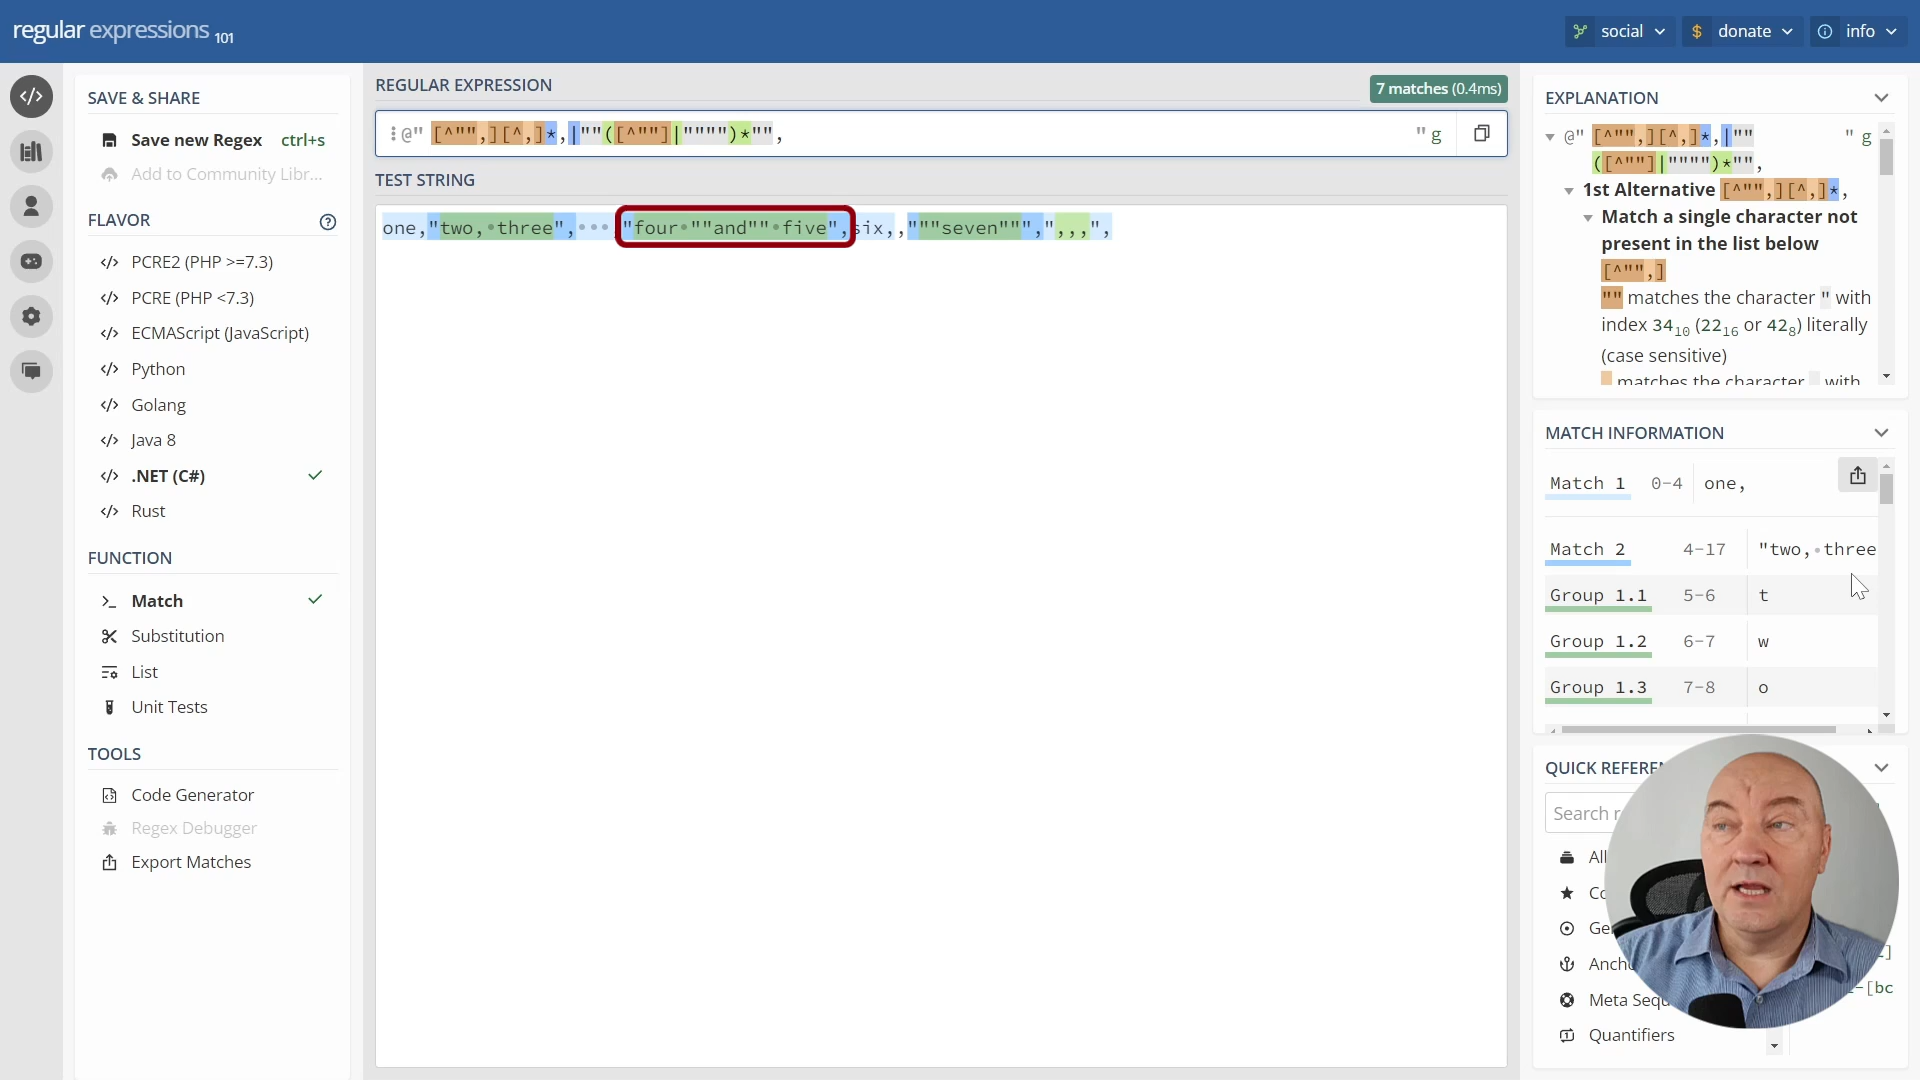 regular expressions 101
social
donate
info
SAVE & SHARE
Save new Regex ctrl+s
Add to Community Libr...
FLAVOR
PCRE2 (PHP >=7.3)
PCRE (PHP <7.3)
ECMAScript (JavaScript)
Python
Golang
Java 8
.NET (C#)
Rust
FUNCTION
Match
Substitution
List
Unit Tests
TOOLS
Code Generator
Regex Debugger
Export Matches
REGULAR EXPRESSION
7 matches (0.4ms)
@" [^"",][^,]*,|""([^""]|"""")*"", " g
TEST STRING
one,"two, three", "four ""and"" five",six,,"""seven""",",,,",
EXPLANATION
@" [^"",][^,]*,|"" " g
([^""]|"""")*"",
1st Alternative [^"",][^,]*,
Match a single character not
present in the list below
[^"",]
"" matches the character " with
index 34₁₀ (22₁₆ or 42₈) literally
(case sensitive)
matches the character with
MATCH INFORMATION
Match 1 0-4 one,
Match 2 4-17 "two, three
Group 1.1 5-6 t
Group 1.2 6-7 w
Group 1.3 7-8 o
Search
Meta
Quantifiers